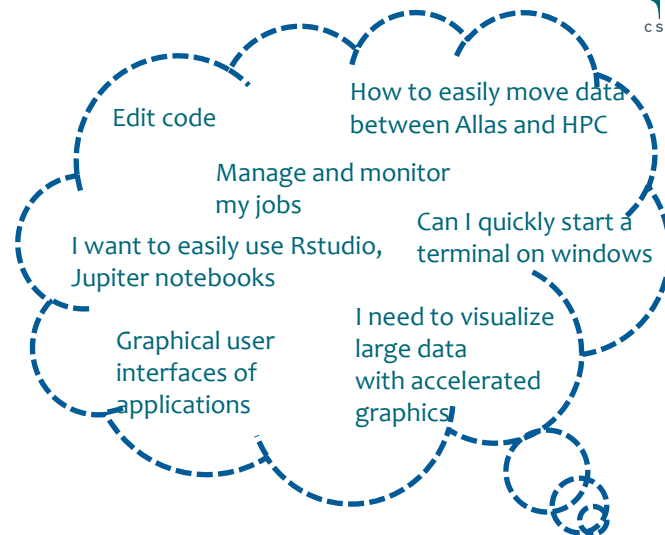 C S
How to easily move data
between Allas and HPC
Edit code
Manage and monitor
my jobs
Can I quickly start a
terminal on windows
I want to easily use Rstudio,
Jupiter notebooks
I need to visualize
large data
with accelerated
graphics
Graphical user
interfaces of
applications